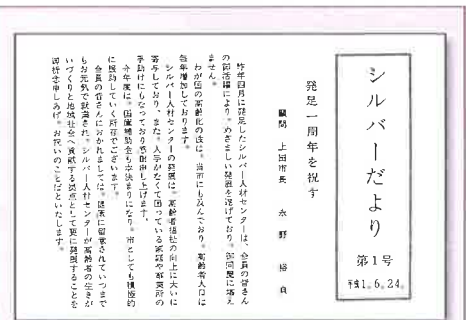 シルバーだより
第1号
平成1.6.24.
発足一周年を祝す
顧問 上田市長 永野裕貞
昨年四月に発足したシルバー人材センターは、会員の皆さん
の御活躍により、めざましい発展を遂げており、御同慶に堪え
ません。
わが国の高齢化の波は、当市にも及んでおり、高齢者人口は
毎年増加しております。
シルバー人材センターの発展は、高齢者福祉の向上に大いに
寄与しており、また、人手がなくて困っている家庭や事業所の
手助けにもなっており感謝申し上げます。
今年度は、国庫補助金も本決まりになり、市としても積極的
に援助していく所存でございます。
会員の皆さんにおかれましては、健康に留意されていつまで
もお元気で就業され、シルバー人材センターが高齢者の生きが
いづくりと地域社会へ貢献する拠点として更に発展することを
御祈念申しあげ、お祝いのことばといたします。